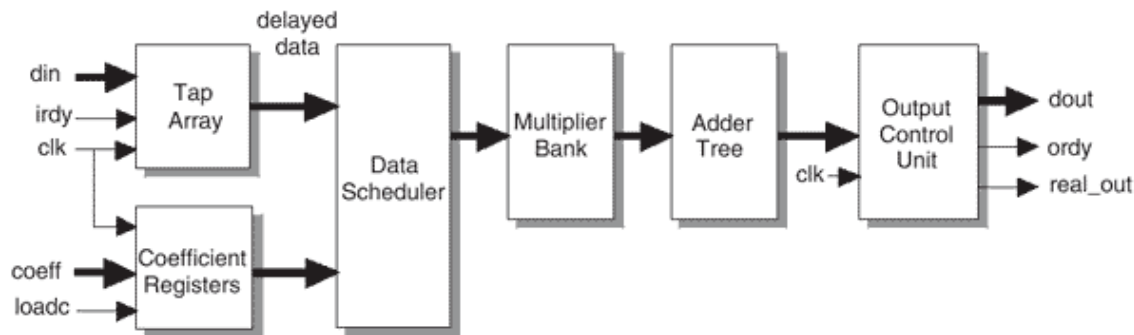 delayed
data
din
irdy
clk
Tap
Array
coeff
loadc
Coefficient
Registers
Data
Scheduler
Multiplier
Bank
Adder
Tree
clk
Output
Control
Unit
dout
ordy
real_out